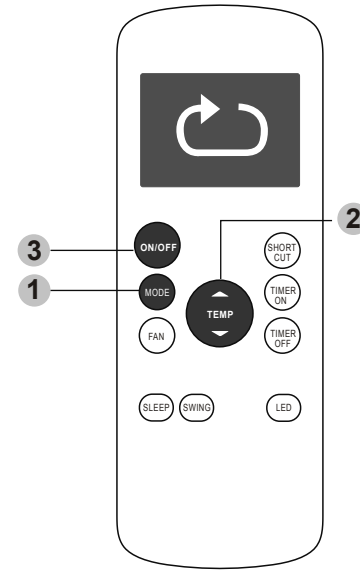 2
3
ON/OFF
SHORT
CUT
1
MODE
TEMP
TIMER
ON
FAN
TIMER
OFF
SLEEP
SWING
LED